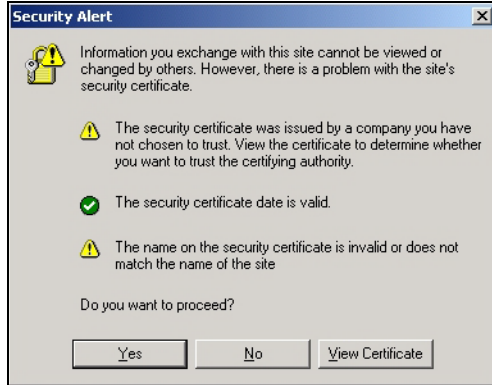 Security Alert
Information you exchange with this site cannot be viewed or
changed by others. However, there is a problem with the site's
security certificate.
The security certificate was issued by a company you have
not chosen to trust. View the certificate to determine whether
you want to trust the certifying authority.
The security certificate date is valid.
The name on the security certificate is invalid or does not
match the name of the site
Do you want to proceed?
Yes No View Certificate